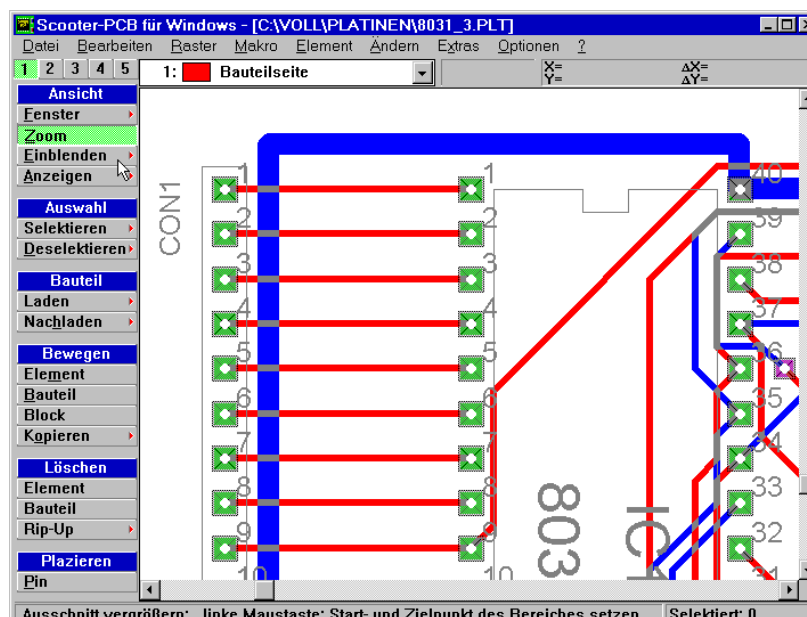 Scooter-PCB für Windows - [C:\VOLL\PLATINEN\8031_3.PLT]
Datei Bearbeiten Raster Makro Element Ändern Extras Optionen ?
1 2 3 4 5 1: Bauteilseite X= ΔX=
Y= ΔY=
Ansicht
Fenster
Zoom
Einblenden
Anzeigen
Auswahl
Selektieren
Deselektieren
Bauteil
Laden
Nachladen
Bewegen
Element
Bauteil
Block
Kopieren
Löschen
Element
Bauteil
Rip-Up
Plazieren
Pin
CON1
1
2
3
4
5
6
7
8
9
10
1
2
3
4
5
6
7
8
9
10
803
IC1
40
39
38
37
36
35
34
33
32
31
Ausschnitt vergrößern: linke Maustaste: Start- und Zielpunkt des Bereiches setzen Selektiert: 0